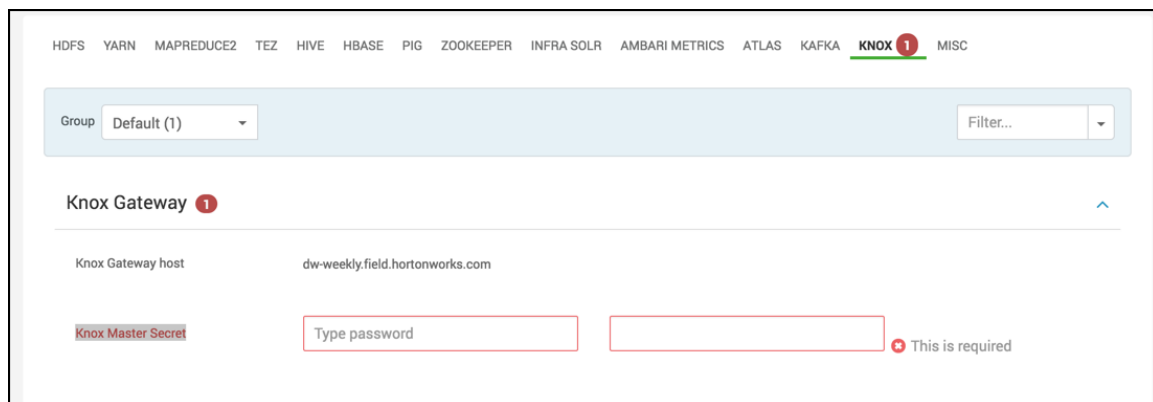 HDFS YARN MAPREDUCE2 TEZ HIVE HBASE PIG ZOOKEEPER INFRA SOLR AMBARI METRICS ATLAS KAFKA KNOX 1 MISC
Group Default (1) Filter...
Knox Gateway 1
Knox Gateway host dw-weekly.field.hortonworks.com
Knox Master Secret Type password This is required